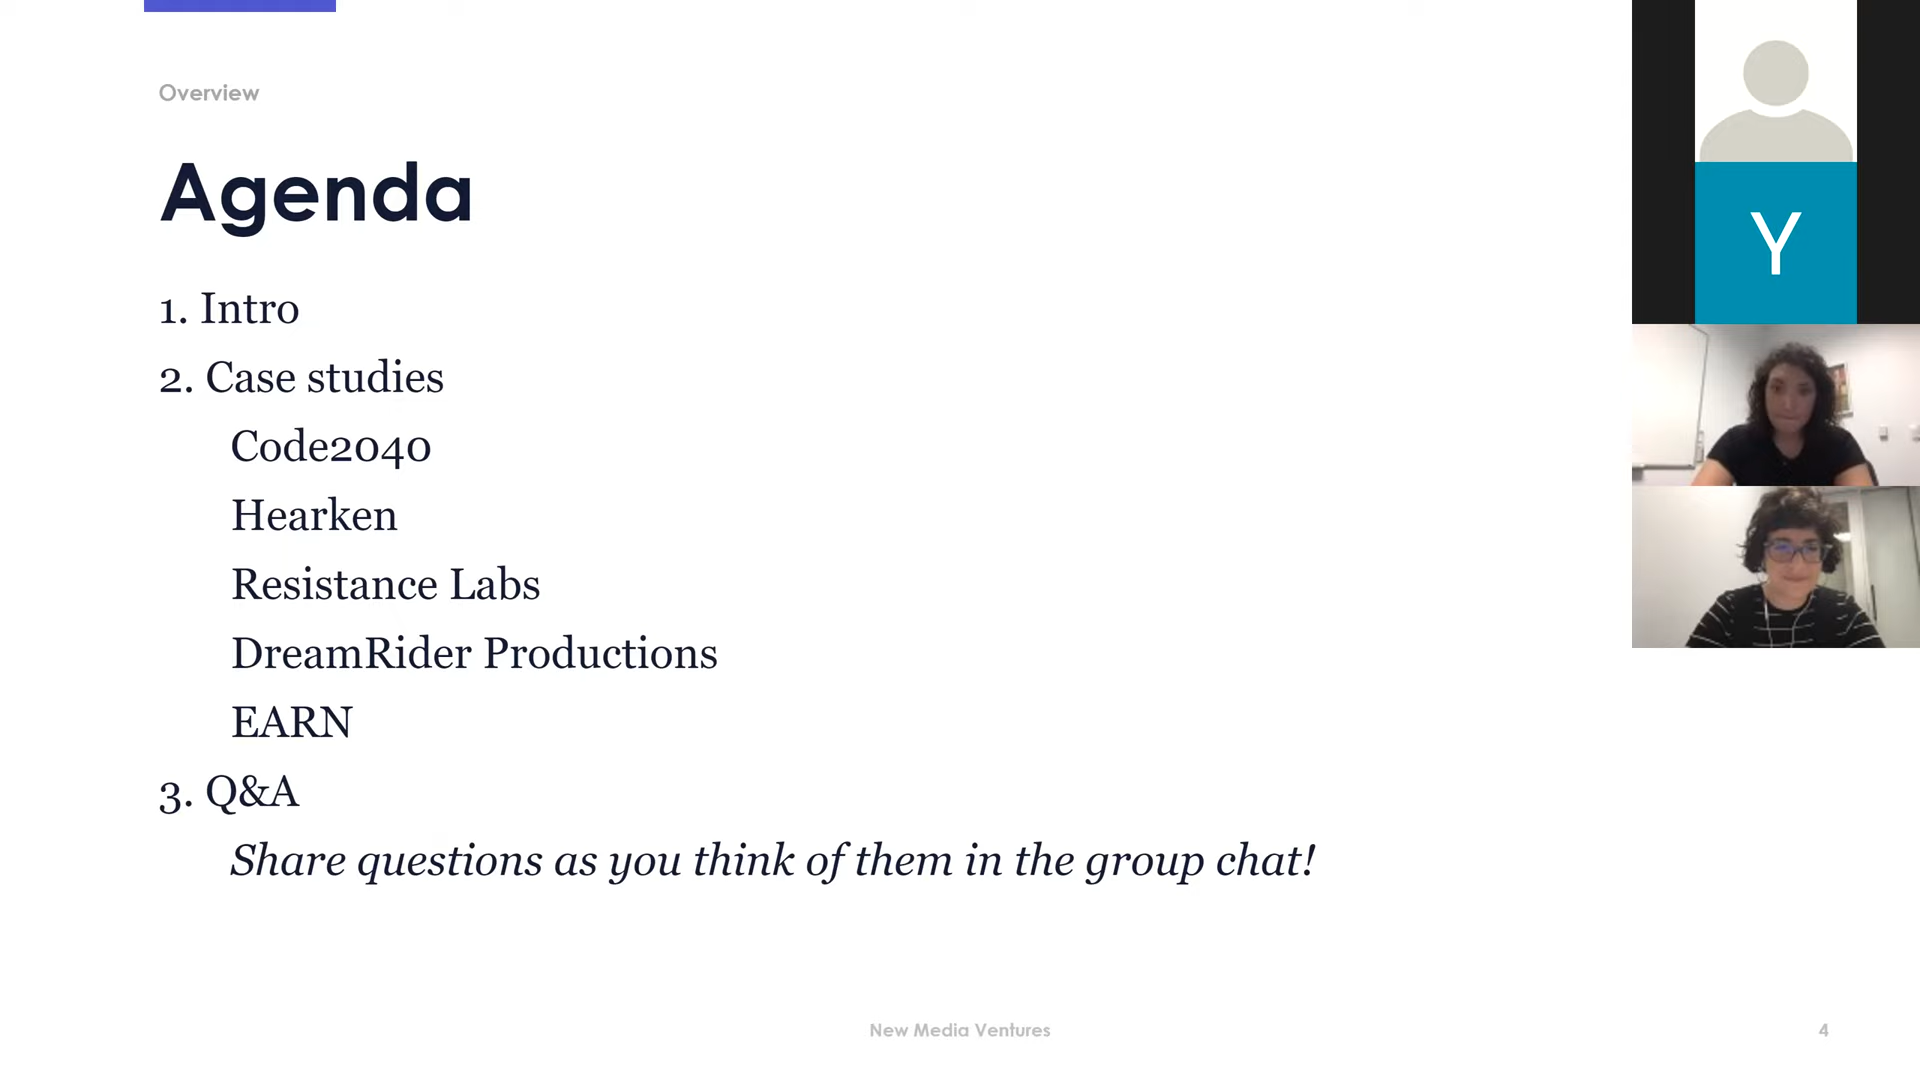 Overview
Agenda
1. Intro
2. Case studies
Code2040
Hearken
Resistance Labs
DreamRider Productions
EARN
3. Q&A
Share questions as you think of them in the group chat!
New Media Ventures
4
Y